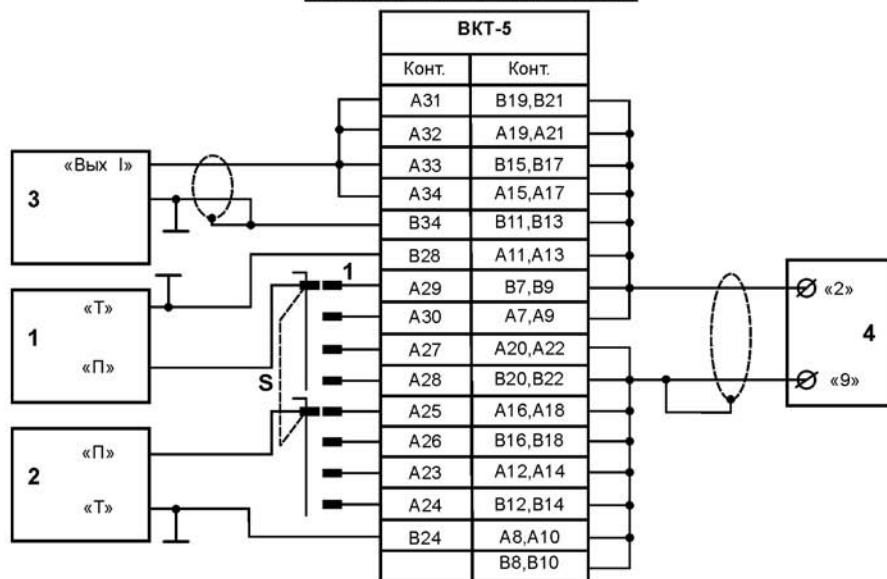 ВКТ-5
Конт. Конт.
А31 В19,В21
А32 А19,А21
А33 В15,В17
А34 А15,А17
В34 В11,В13
В28 А11,А13
А29 В7,В9
А30 А7,А9
А27 А20,А22
А28 В20,В22
А25 А16,А18
А26 В16,В18
А23 А12,А14
А24 В12,В14
В24 А8,А10
В8,В10
«Вых I»
3
«Т»
1
«П»
«П»
2
«Т»
1
S
«2»
4
«9»